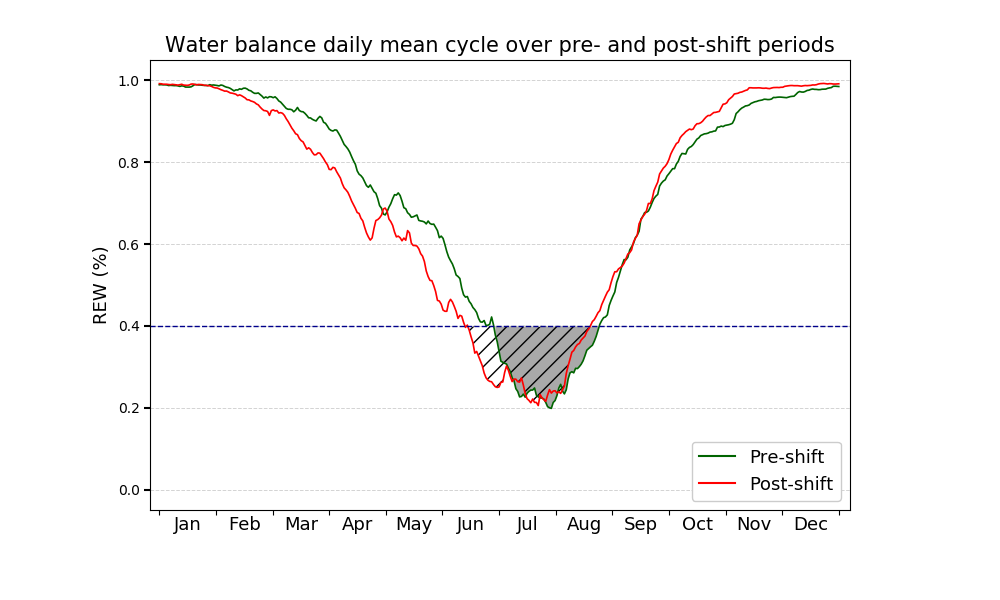 Water balance daily mean cycle over pre- and post-shift periods
REW (%)
1.0
0.8
0.6
0.4
0.2
0.0
Jan Feb Mar Apr May Jun Jul Aug Sep Oct Nov Dec
Pre-shift
Post-shift